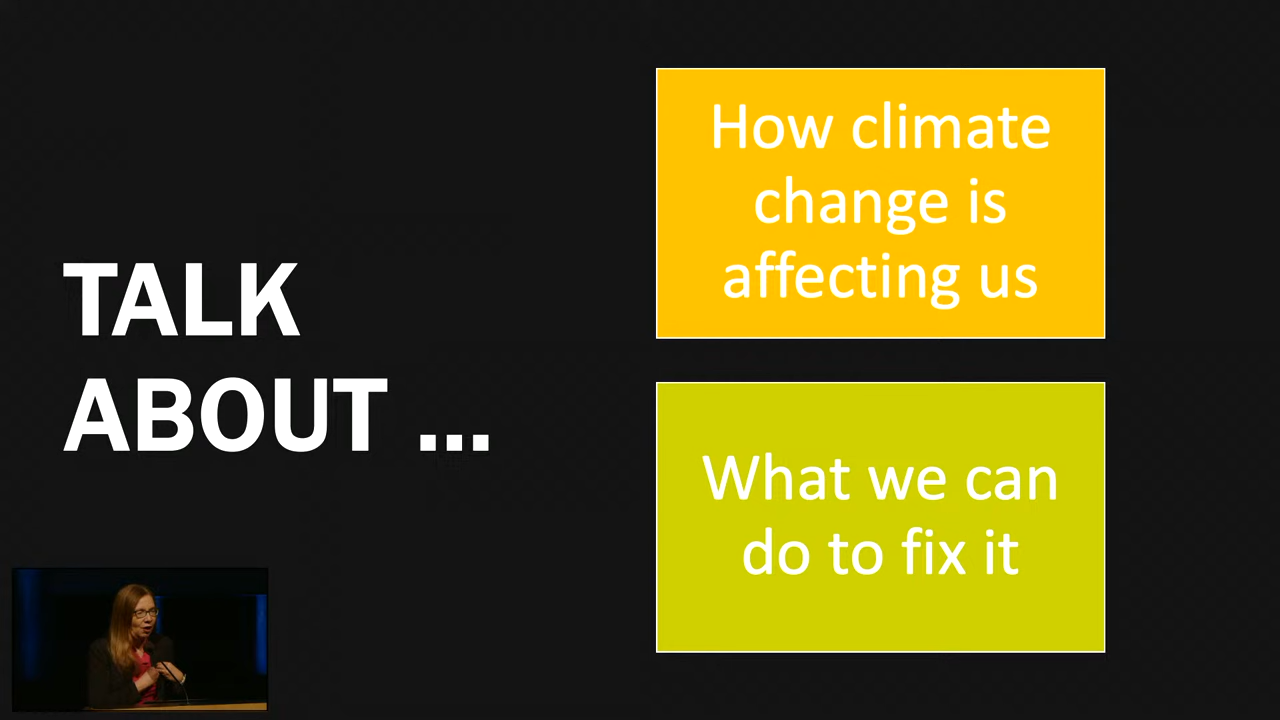 TALK
ABOUT ...
How climate
change is
affecting us
What we can
do to fix it